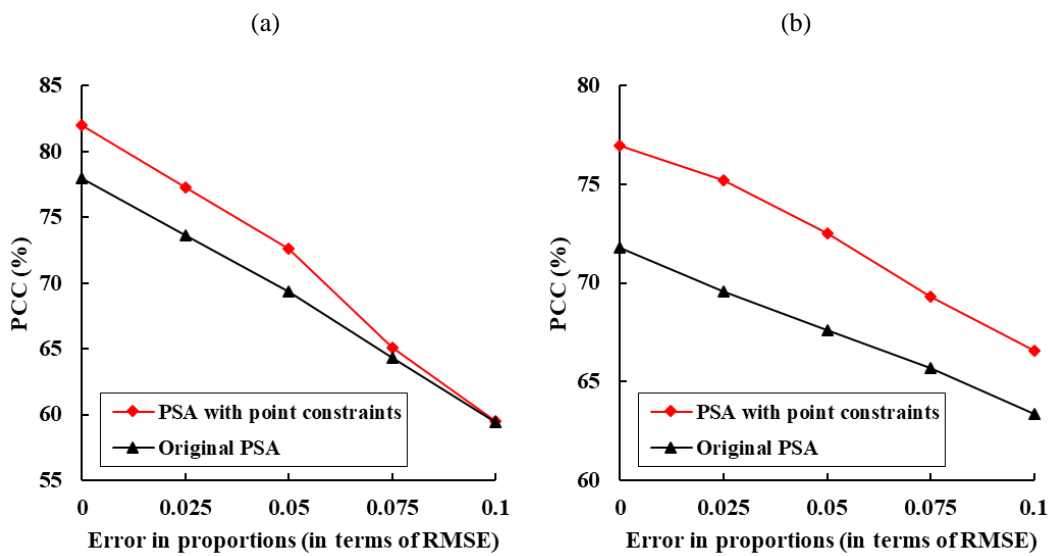 (a)
85
80
75
70
65
60
55
PCC (%)
PSA with point constraints
Original PSA
0 0.025 0.05 0.075 0.1
Error in proportions (in terms of RMSE)
(b)
80
75
70
65
60
PCC (%)
PSA with point constraints
Original PSA
0 0.025 0.05 0.075 0.1
Error in proportions (in terms of RMSE)